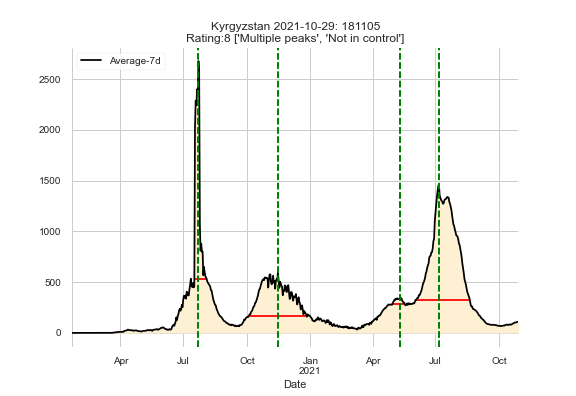 Kyrgyzstan 2021-10-29: 181105
Rating:8 ['Multiple peaks', 'Not in control']
Average-7d
2500
2000
1500
1000
500
0
Apr Jul Oct Jan Apr Jul Oct
2021
Date